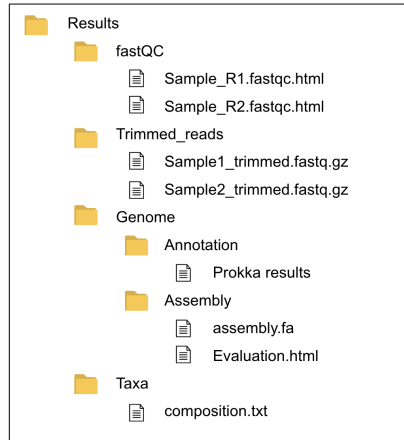 Results
fastQC
Sample_R1.fastqc.html
Sample_R2.fastqc.html
Trimmed_reads
Sample1_trimmed.fastq.gz
Sample2_trimmed.fastq.gz
Genome
Annotation
Prokka results
Assembly
assembly.fa
Evaluation.html
Taxa
composition.txt